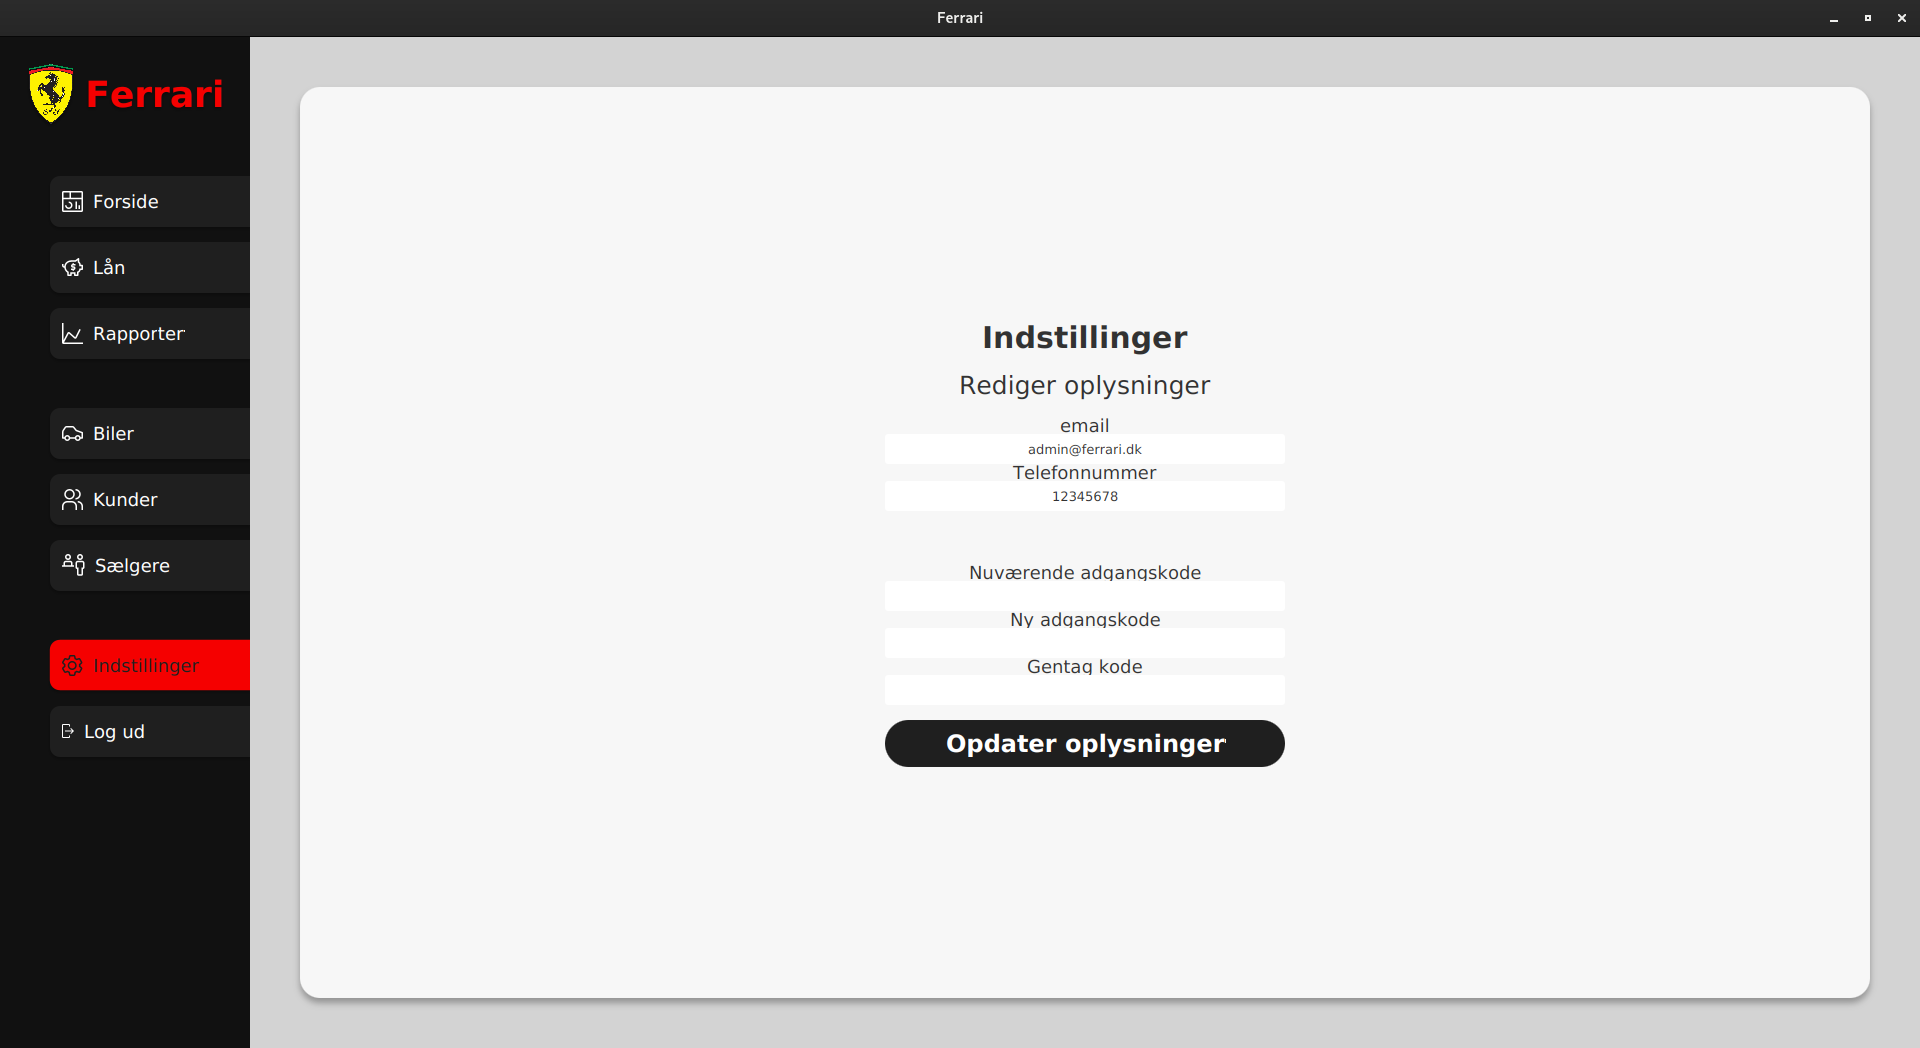 Ferrari
Ferrari
Forside
Lån
Rapporter
Biler
Kunder
Sælgere
Indstillinger
Log ud
Indstillinger
Rediger oplysninger
email
admin@ferrari.dk
Telefonnummer
12345678
Nuværende adgangskode
Ny adgangskode
Gentag kode
Opdater oplysninger